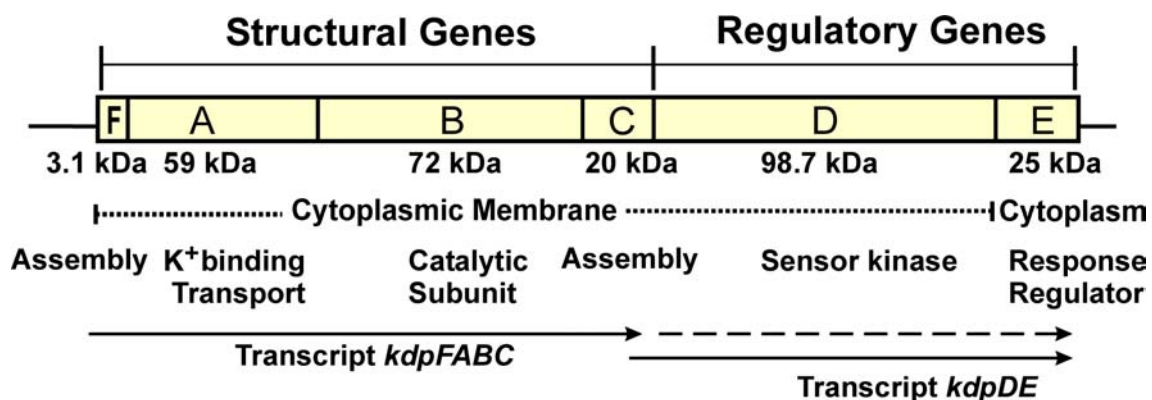 Structural Genes Regulatory Genes
F A B C D E
3.1 kDa 59 kDa 72 kDa 20 kDa 98.7 kDa 25 kDa
Cytoplasmic Membrane Cytoplasm
Assembly K⁺binding Catalytic Assembly Sensor kinase Response
Transport Subunit Regulator
Transcript kdpFABC
Transcript kdpDE